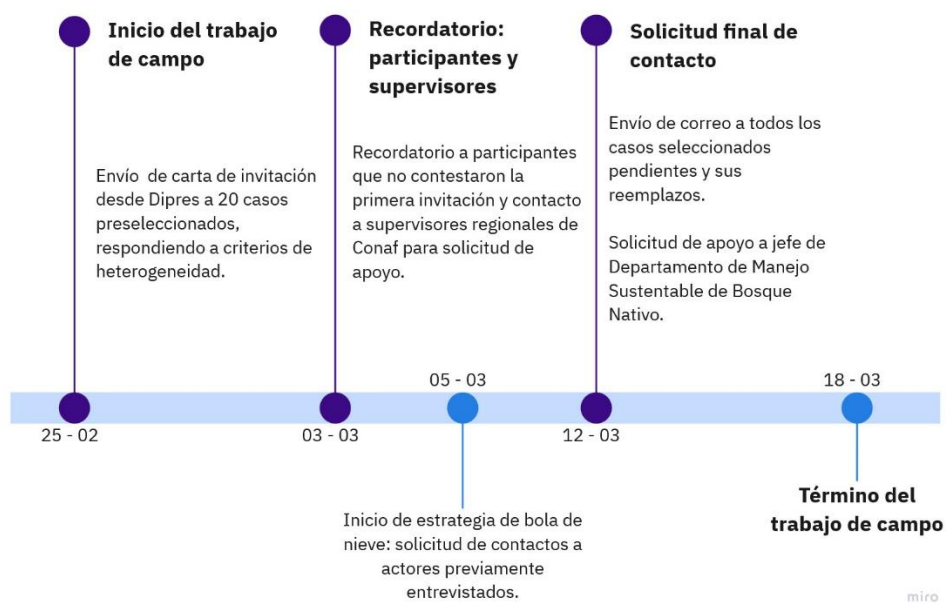 Inicio del trabajo
de campo
Envío de carta de invitación
desde Dipres a 20 casos
preseleccionados,
respondiendo a criterios de
heterogeneidad.
25 - 02
Recordatorio:
participantes y
supervisores
Recordatorio a participantes
que no contestaron la
primera invitación y contacto
a supervisores regionales de
Conaf para solicitud de
apoyo.
03 - 03
05 - 03
Inicio de estrategia de bola de
nieve: solicitud de contactos a
actores previamente
entrevistados.
Solicitud final de
contacto
Envío de correo a todos los
casos seleccionados
pendientes y sus
reemplazos.
Solicitud de apoyo a jefe de
Departamento de Manejo
Sustentable de Bosque
Nativo.
12 - 03
18 - 03
Término del
trabajo de campo
miro